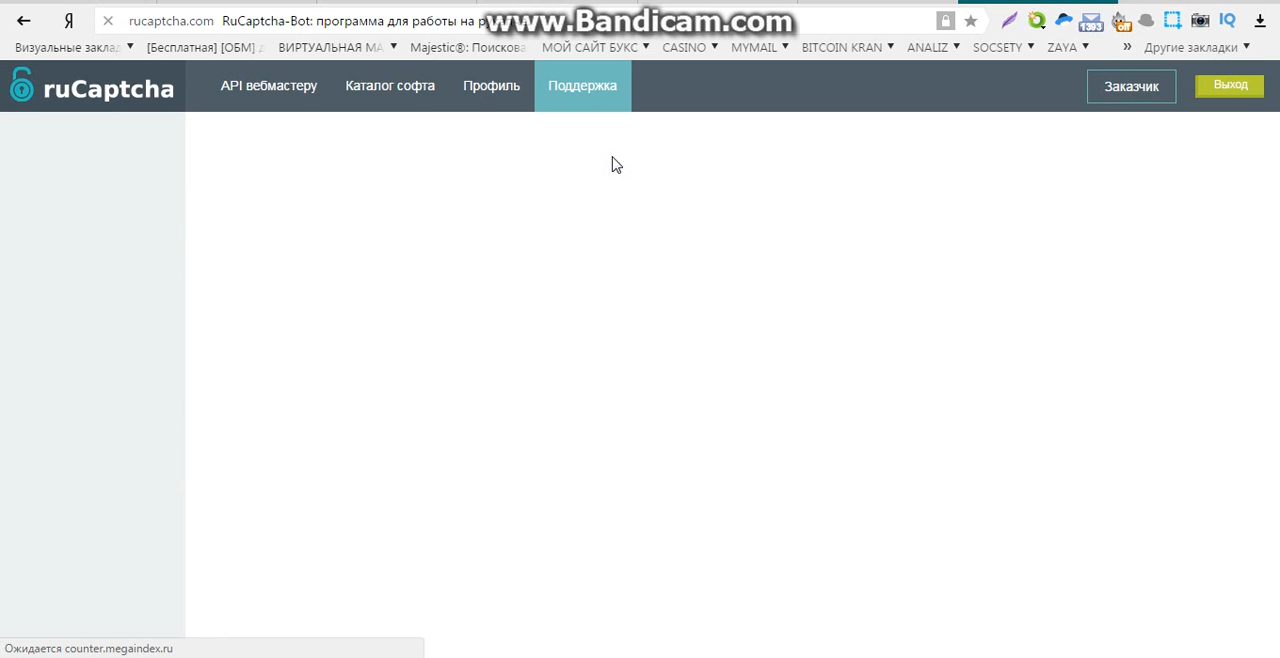 www.Bandicam.com
Я rucaptcha.com RuCaptcha-Bot: программа для работы на
Визуальные заклад [Бесплатная] [ОБМ] ВИРТУАЛЬНАЯ МА Majestic®: Поискова МОЙ САЙТ БУКС CASINO MYMAIL BITCOIN KRAN ANALIZ SOCSETY ZAYA » Другие закладки
ruCaptcha API вебмастеру Каталог софта Профиль Поддержка Заказчик Выход
Ожидается counter.megaindex.ru